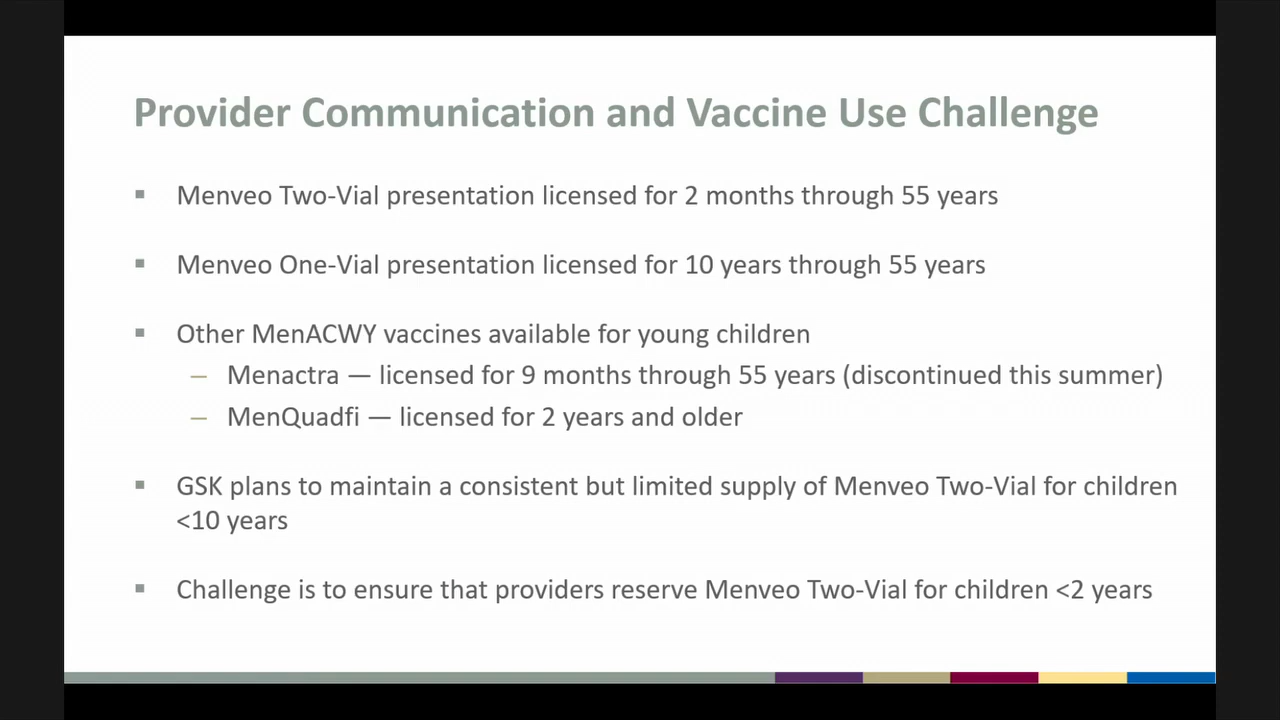 Provider Communication and Vaccine Use Challenge
▪ Menveo Two-Vial presentation licensed for 2 months through 55 years
▪ Menveo One-Vial presentation licensed for 10 years through 55 years
▪ Other MenACWY vaccines available for young children
– Menactra — licensed for 9 months through 55 years (discontinued this summer)
– MenQuadfi — licensed for 2 years and older
▪ GSK plans to maintain a consistent but limited supply of Menveo Two-Vial for children
<10 years
▪ Challenge is to ensure that providers reserve Menveo Two-Vial for children <2 years